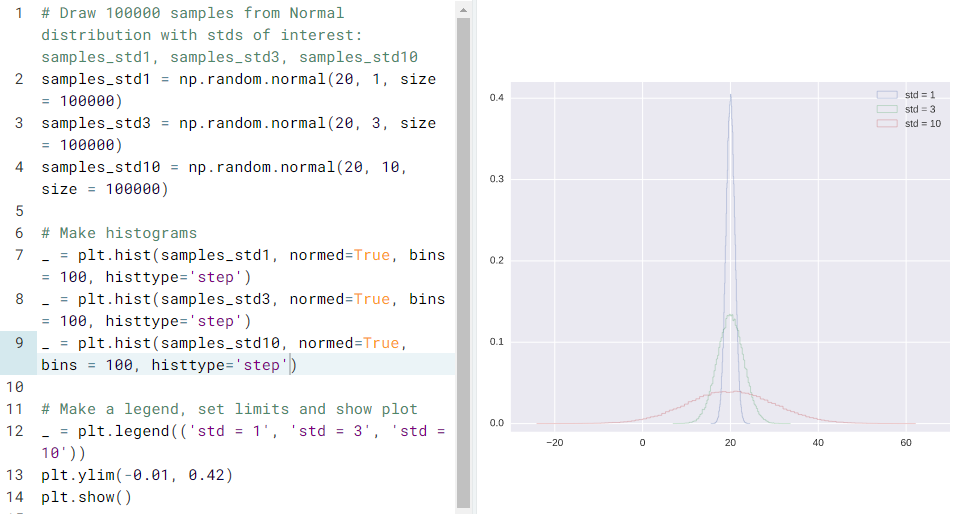 1 # Draw 100000 samples from Normal
distribution with stds of interest:
samples_std1, samples_std3, samples_std10
2 samples_std1 = np.random.normal(20, 1, size
= 100000)
3 samples_std3 = np.random.normal(20, 3, size
= 100000)
4 samples_std10 = np.random.normal(20, 10,
size = 100000)
5
6 # Make histograms
7 _ = plt.hist(samples_std1, normed=True, bins
= 100, histtype='step')
8 _ = plt.hist(samples_std3, normed=True, bins
= 100, histtype='step')
9 _ = plt.hist(samples_std10, normed=True,
bins = 100, histtype='step')
10
11 # Make a legend, set limits and show plot
12 _ = plt.legend(('std = 1', 'std = 3', 'std =
10'))
13 plt.ylim(-0.01, 0.42)
14 plt.show()
0.4
0.3
0.2
0.1
0.0
−20 0 20 40 60
std = 1
std = 3
std = 10